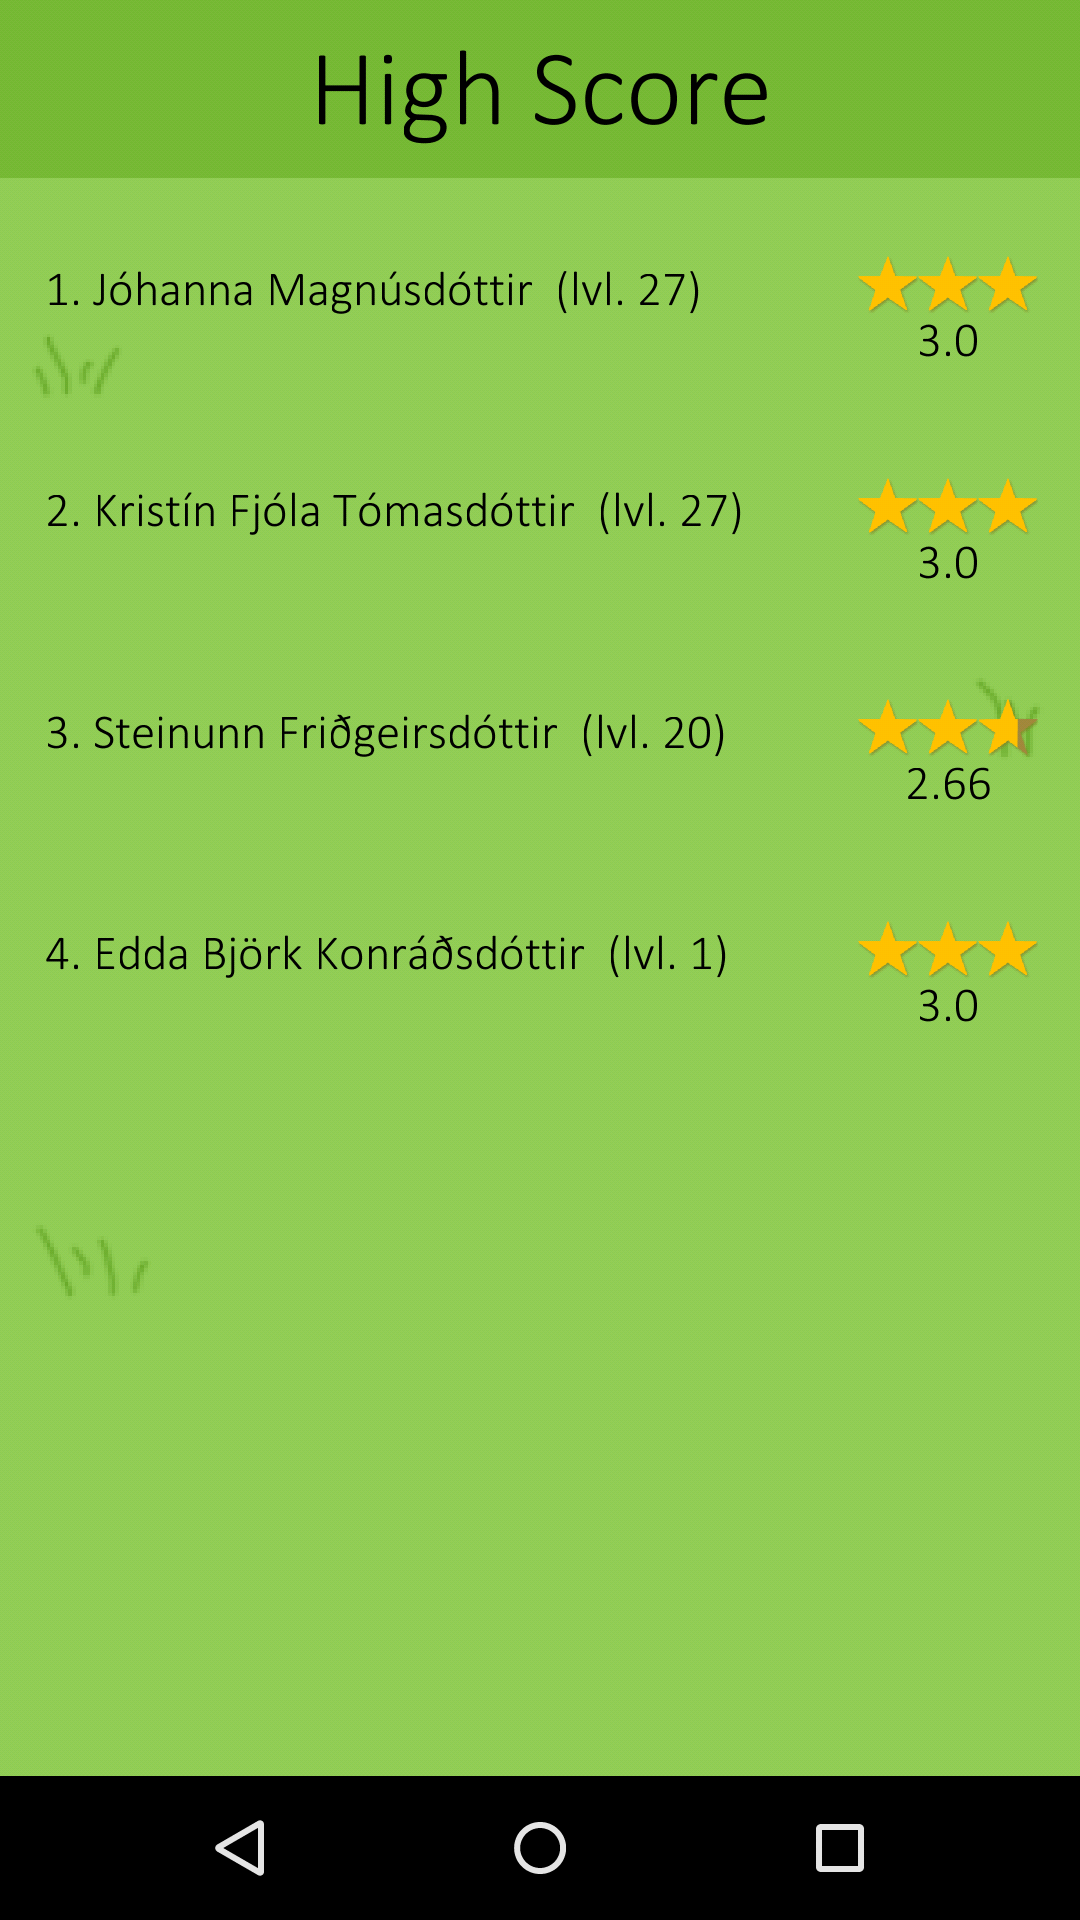 High Score
1. Jóhanna Magnúsdóttir (lvl. 27)
3.0
2. Kristín Fjóla Tómasdóttir (lvl. 27)
3.0
3. Steinunn Friðgeirsdóttir (lvl. 20)
2.66
4. Edda Björk Konráðsdóttir (lvl. 1)
3.0